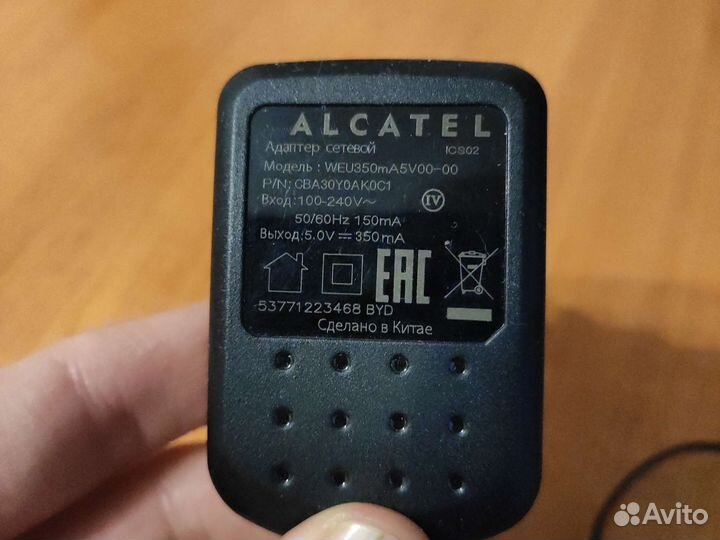 ALCATEL
Адаптер сетевой ICS02
Модель : WEU350mA5V00-00
P/N: CBA30Y0AK0C1
Вход:100-240V~ IV
50/60Hz 150mA
Выход:5.0V⎓350mA
EAC
53771223468 BYD
Сделано в Китае
Avito